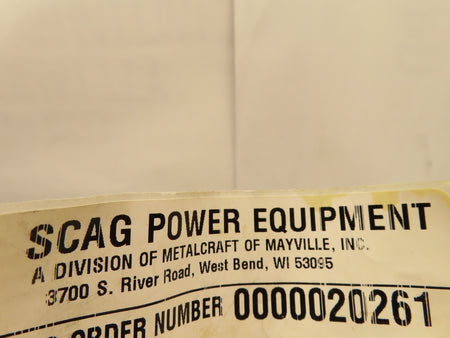 SCAG POWER EQUIPMENT
A DIVISION OF METALCRAFT OF MAYVILLE, INC.
3700 S. River Road, West Bend, WI 53095
ORDER NUMBER 0000020261